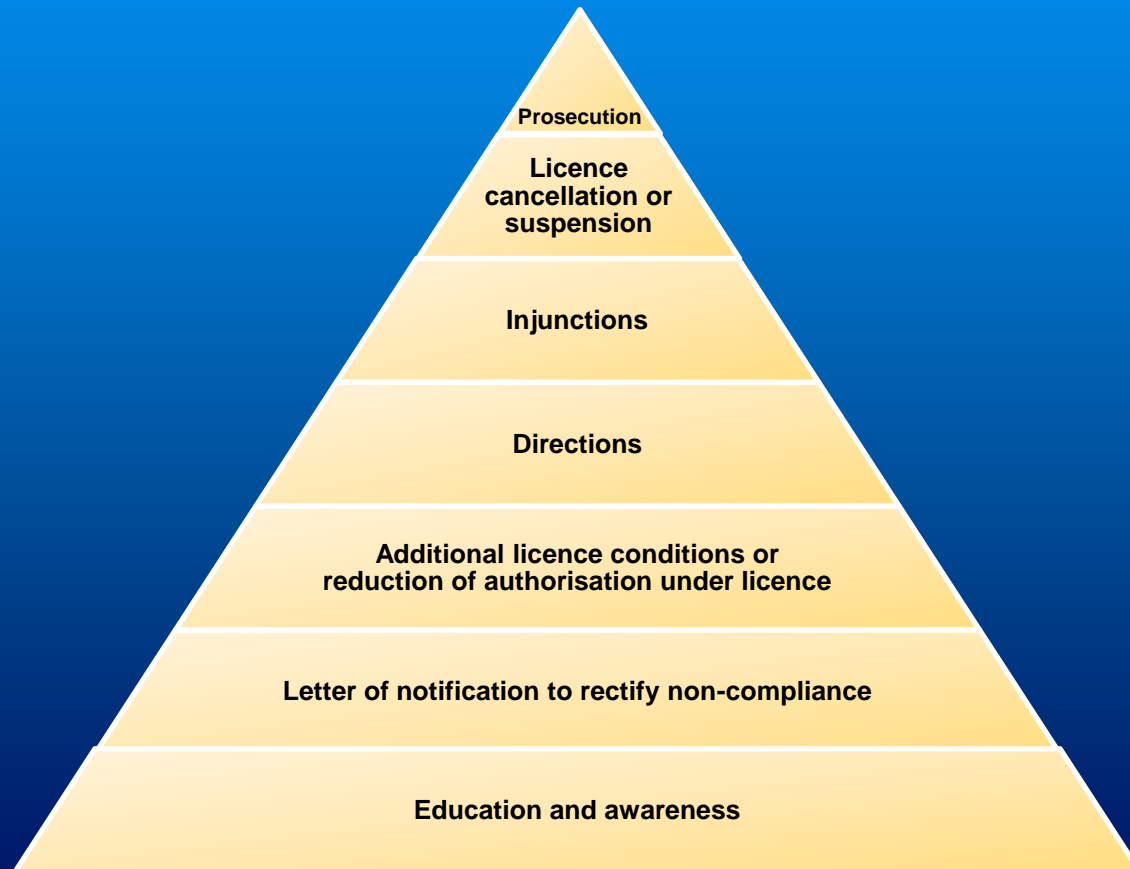 Prosecution
Licence
cancellation or
suspension
Injunctions
Directions
Additional licence conditions or
reduction of authorisation under licence
Letter of notification to rectify non-compliance
Education and awareness